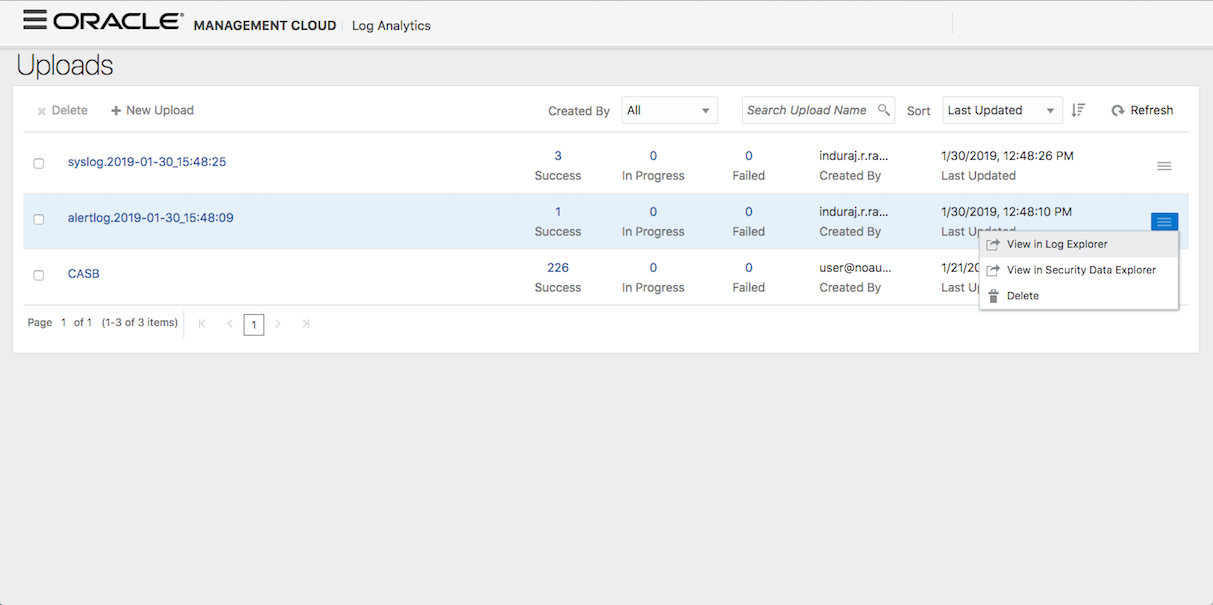 ORACLE® MANAGEMENT CLOUD Log Analytics
Uploads
Delete New Upload Created By All Search Upload Name Sort Last Updated Refresh
syslog.2019-01-30_15:48:25
3 0 0 induraj.r.ra... 1/30/2019, 12:48:26 PM
Success In Progress Failed Created By Last Updated
alertlog.2019-01-30_15:48:09
1 0 0 induraj.r.ra... 1/30/2019, 12:48:10 PM
Success In Progress Failed Created By Last Updated
View in Log Explorer
View in Security Data Explorer
Delete
CASB
226 0 0 user@noau... 1/21/20
Success In Progress Failed Created By Last
Page 1 of 1 (1-3 of 3 items) 1